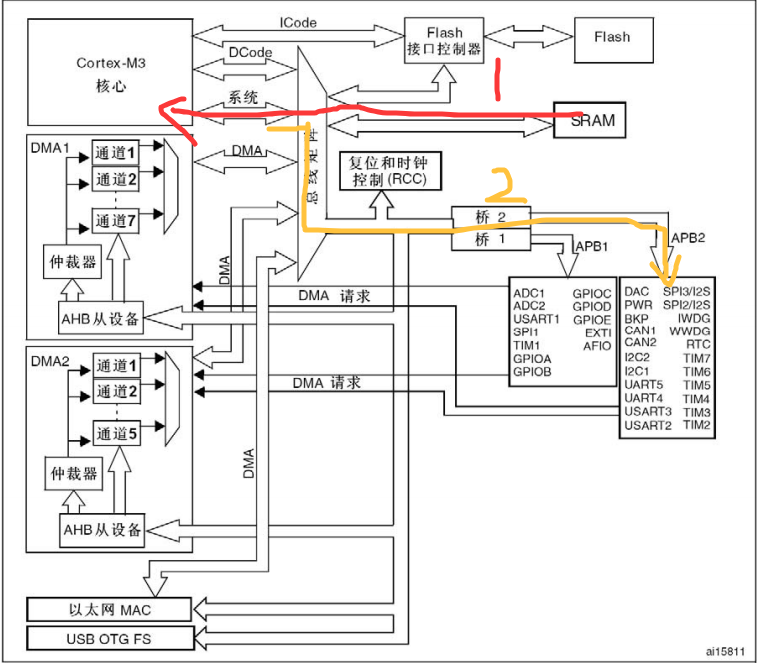 ICode
Cortex-M3
核心
DCode
系统
Flash
接口控制器
Flash
1
SRAM
总线矩阵
DMA1
通道1
通道2
通道7
仲裁器
AHB从设备
DMA
复位和时钟
控制 (RCC)
2
桥 2
桥 1
APB1
APB2
DMA
DMA 请求
ADC1
ADC2
USART1
SPI1
TIM1
GPIOA
GPIOB
GPIOC
GPIOD
GPIOE
EXTI
AFIO
DAC
PWR
BKP
CAN1
CAN2
I2C2
I2C1
UART5
UART4
USART3
USART2
SPI3/I2S
SPI2/I2S
IWDG
WWDG
RTC
TIM7
TIM6
TIM5
TIM4
TIM3
TIM2
DMA2
通道1
通道2
通道5
仲裁器
AHB从设备
DMA 请求
DMA
以太网 MAC
USB OTG FS
ai15811